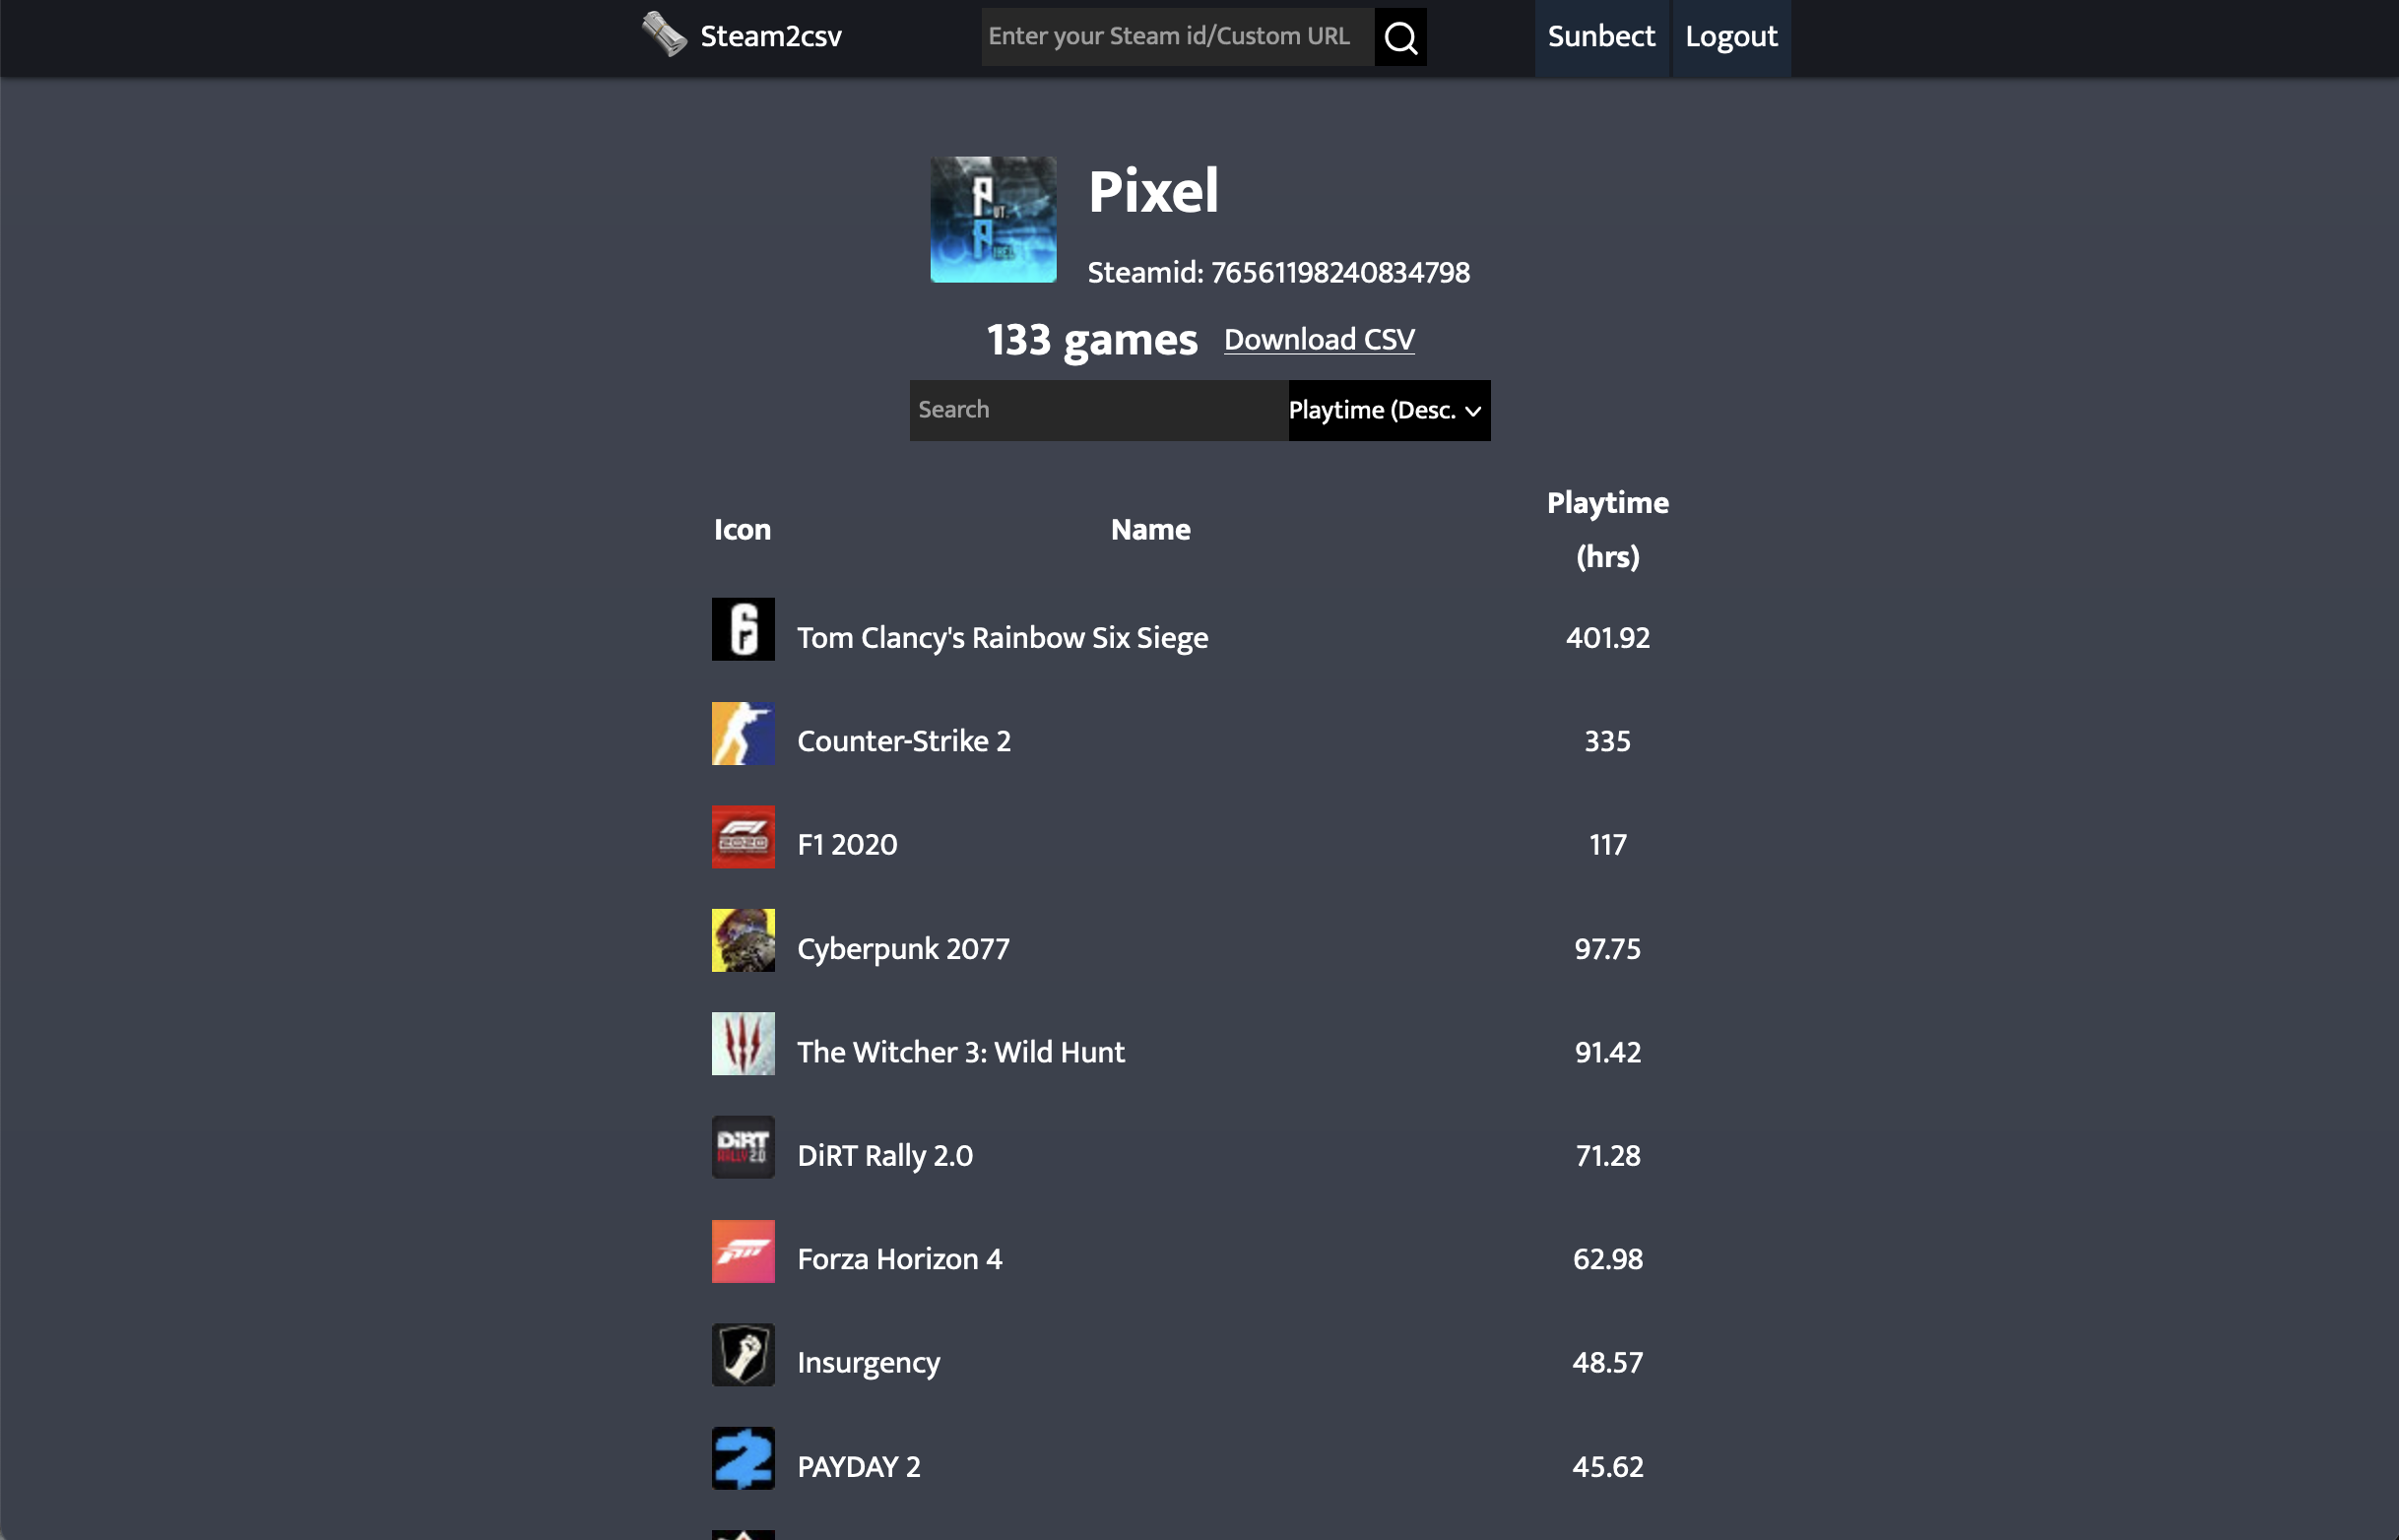 Steam2csv
Enter your Steam id/Custom URL
Sunbect
Logout
Pixel
Steamid: 76561198240834798
133 games Download CSV
Search
Playtime (Desc.
Icon
Name
Playtime
(hrs)
Tom Clancy's Rainbow Six Siege 401.92
Counter-Strike 2 335
F1 2020 117
Cyberpunk 2077 97.75
The Witcher 3: Wild Hunt 91.42
DiRT Rally 2.0 71.28
Forza Horizon 4 62.98
Insurgency 48.57
PAYDAY 2 45.62